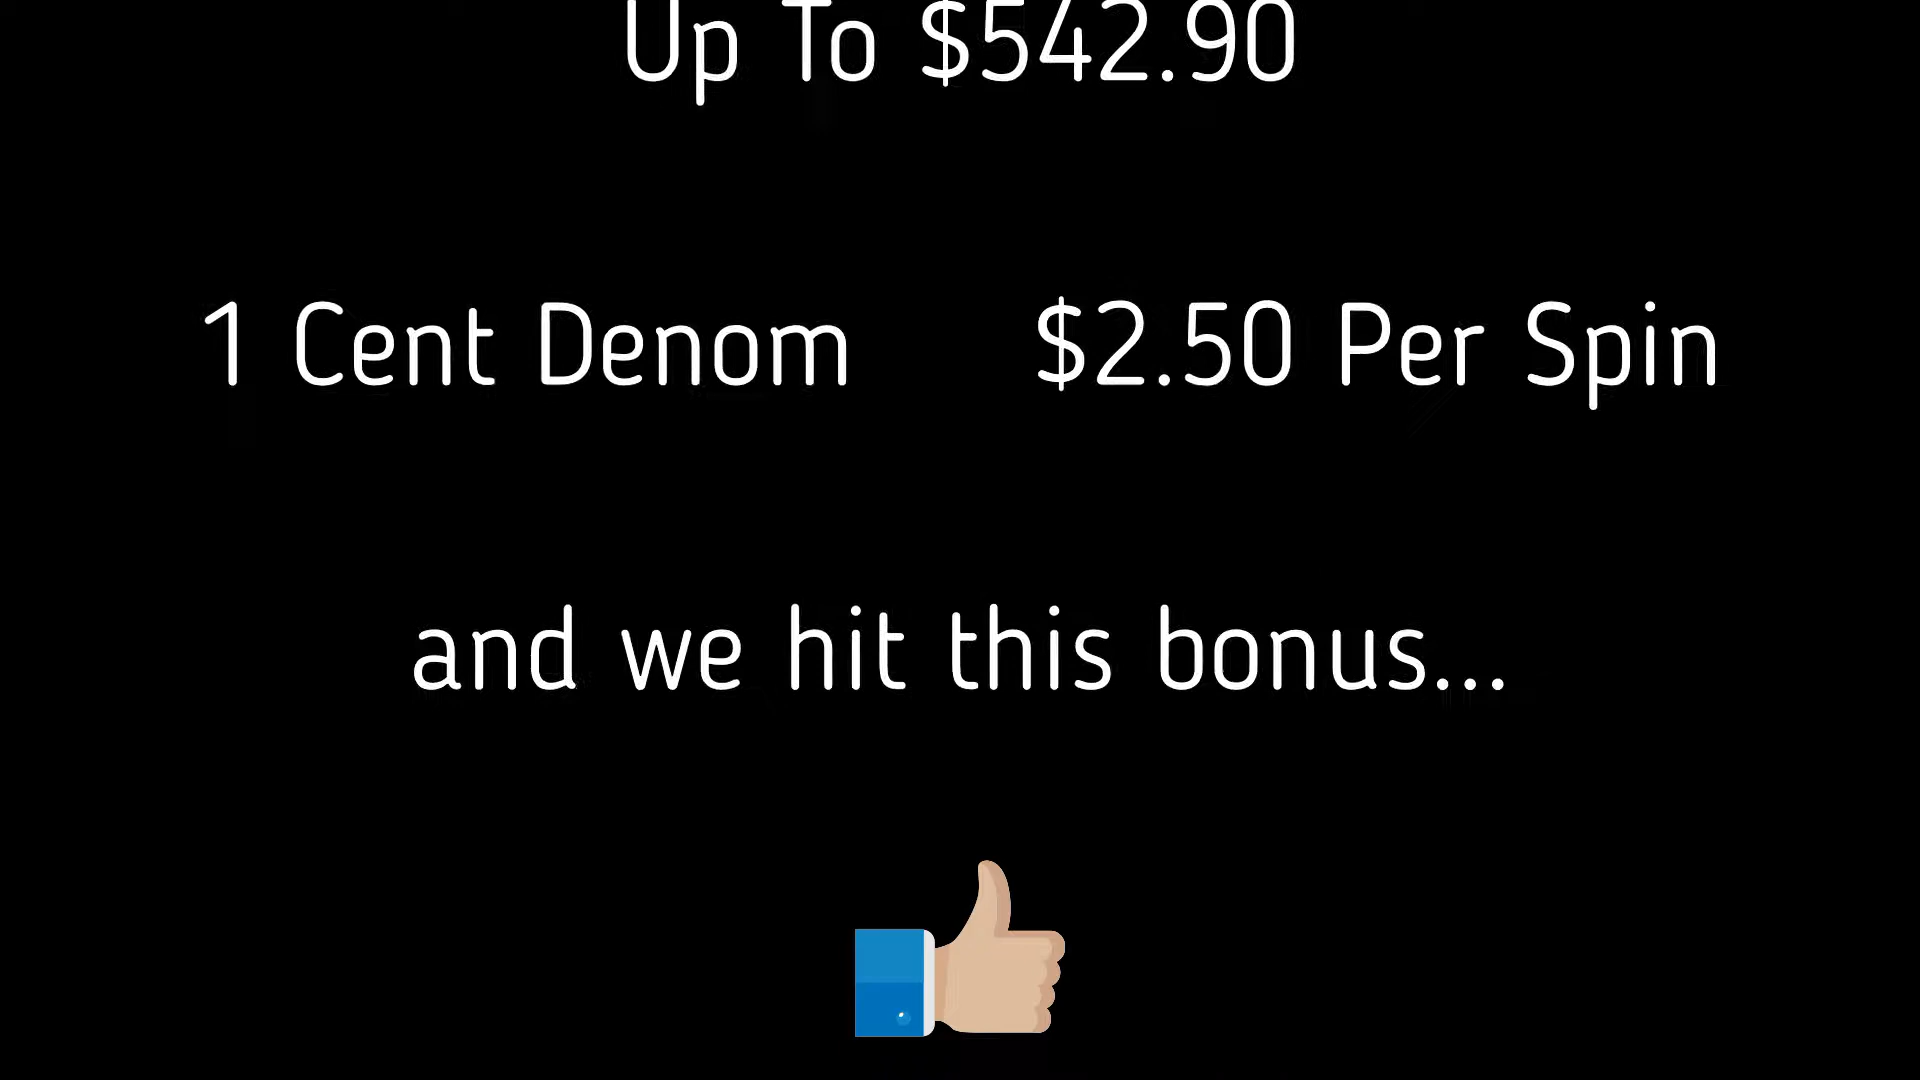 Up To $542.90
1 Cent Denom $2.50 Per Spin
and we hit this bonus...